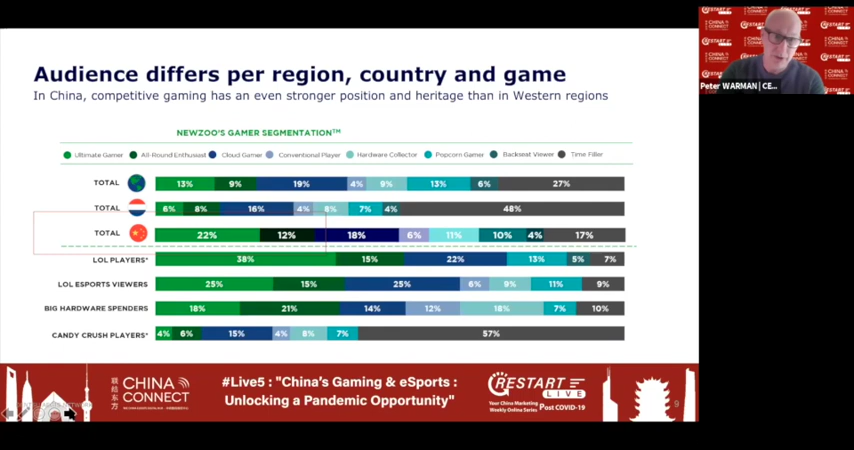 Peter WARMAN | CE...
Audience differs per region, country and game
In China, competitive gaming has an even stronger position and heritage than in Western regions
NEWZOO'S GAMER SEGMENTATION™
Ultimate Gamer All-Round Enthusiast Cloud Gamer Conventional Player Hardware Collector Popcorn Gamer Backseat Viewer Time Filler
TOTAL 13% 9% 19% 4% 9% 13% 6% 27%
TOTAL 6% 8% 16% 4% 8% 7% 4% 48%
TOTAL 22% 12% 18% 6% 11% 10% 4% 17%
LOL PLAYERS* 38% 15% 22% 13% 5% 7%
LOL ESPORTS VIEWERS 25% 15% 25% 6% 9% 11% 9%
BIG HARDWARE SPENDERS 18% 21% 14% 12% 18% 7% 10%
CANDY CRUSH PLAYERS* 4% 6% 15% 4% 8% 7% 57%
联结东方
CHINA
CONNECT
#Live5 : "China's Gaming & eSports :
Unlocking a Pandemic Opportunity"
RESTART
LIVE
Your China Marketing
Weekly Online Series
Post COVID-19
9